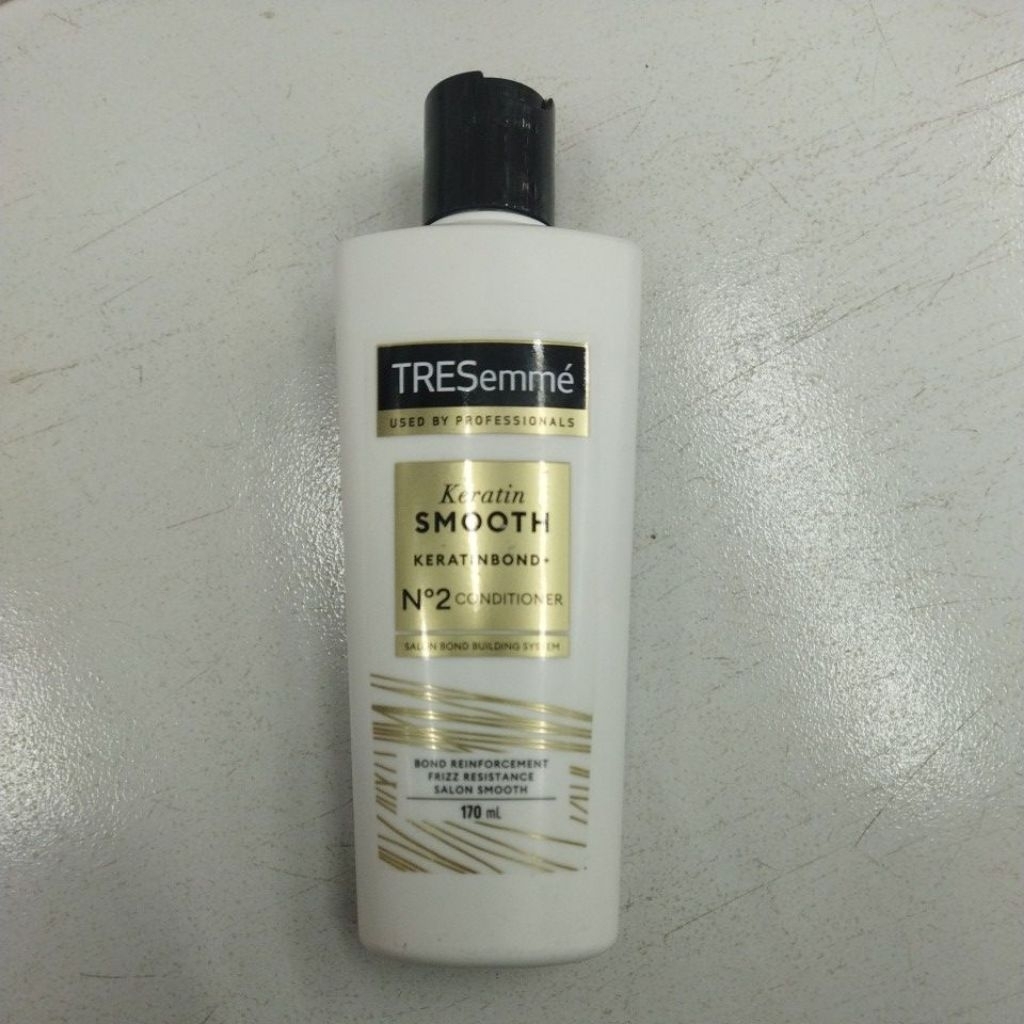 TRESemmé
USED BY PROFESSIONALS
Keratin
SMOOTH
KERATINBOND+
Nº2 CONDITIONER
SALON BOND BUILDING SYSTEM
BOND REINFORCEMENT
FRIZZ RESISTANCE
SALON SMOOTH
170 mL